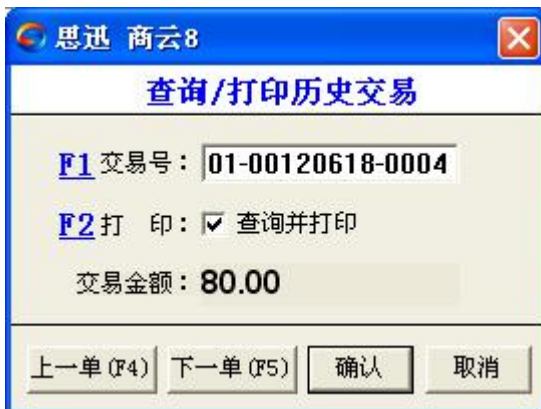 思迅 商云8
查询/打印历史交易
F1 交易号：01-00120618-0004
F2 打 印：查询并打印
交易金额：80.00
上一单(F4) 下一单(F5) 确认 取消